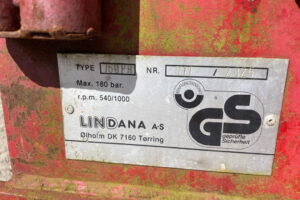 TYPE NR. /
Max. 180 bar.
r.p.m. 540/1000
LINDANA A·S
Ølholm DK 7160 Tørring
GS
geprüfte
Sicherheit